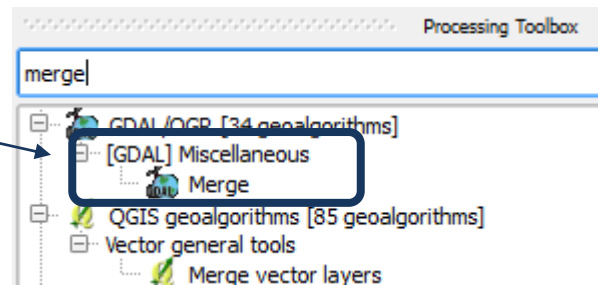 Processing Toolbox
merge
GDAL/OGR [34 geoalgorithms]
[GDAL] Miscellaneous
Merge
QGIS geoalgorithms [85 geoalgorithms]
Vector general tools
Merge vector layers